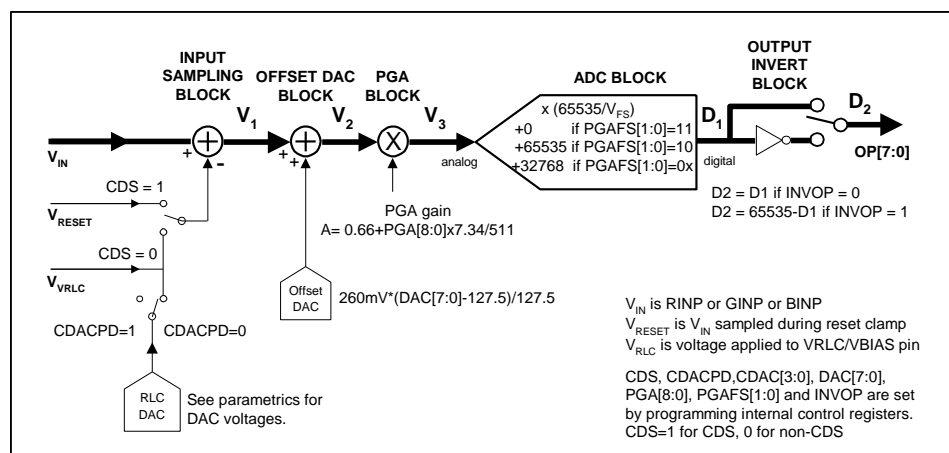 INPUT
SAMPLING
BLOCK
OFFSET DAC
BLOCK
PGA
BLOCK
ADC BLOCK
OUTPUT
INVERT
BLOCK
V1
V2
V3
x (65535/VFS)
+0 if PGAFS[1:0]=11
+65535 if PGAFS[1:0]=10
+32768 if PGAFS[1:0]=0x
D1
D2
VIN
+
+
-
+
+
X
analog
digital
OP[7:0]
CDS = 1
VRESET
CDS = 0
VVRLC
CDACPD=1
CDACPD=0
RLC
DAC
See parametrics for
DAC voltages.
PGA gain
A= 0.66+PGA[8:0]x7.34/511
Offset
DAC
260mV*(DAC[7:0]-127.5)/127.5
D2 = D1 if INVOP = 0
D2 = 65535-D1 if INVOP = 1
VIN is RINP or GINP or BINP
VRESET is VIN sampled during reset clamp
VRLC is voltage applied to VRLC/VBIAS pin
CDS, CDACPD,CDAC[3:0], DAC[7:0],
PGA[8:0], PGAFS[1:0] and INVOP are set
by programming internal control registers.
CDS=1 for CDS, 0 for non-CDS